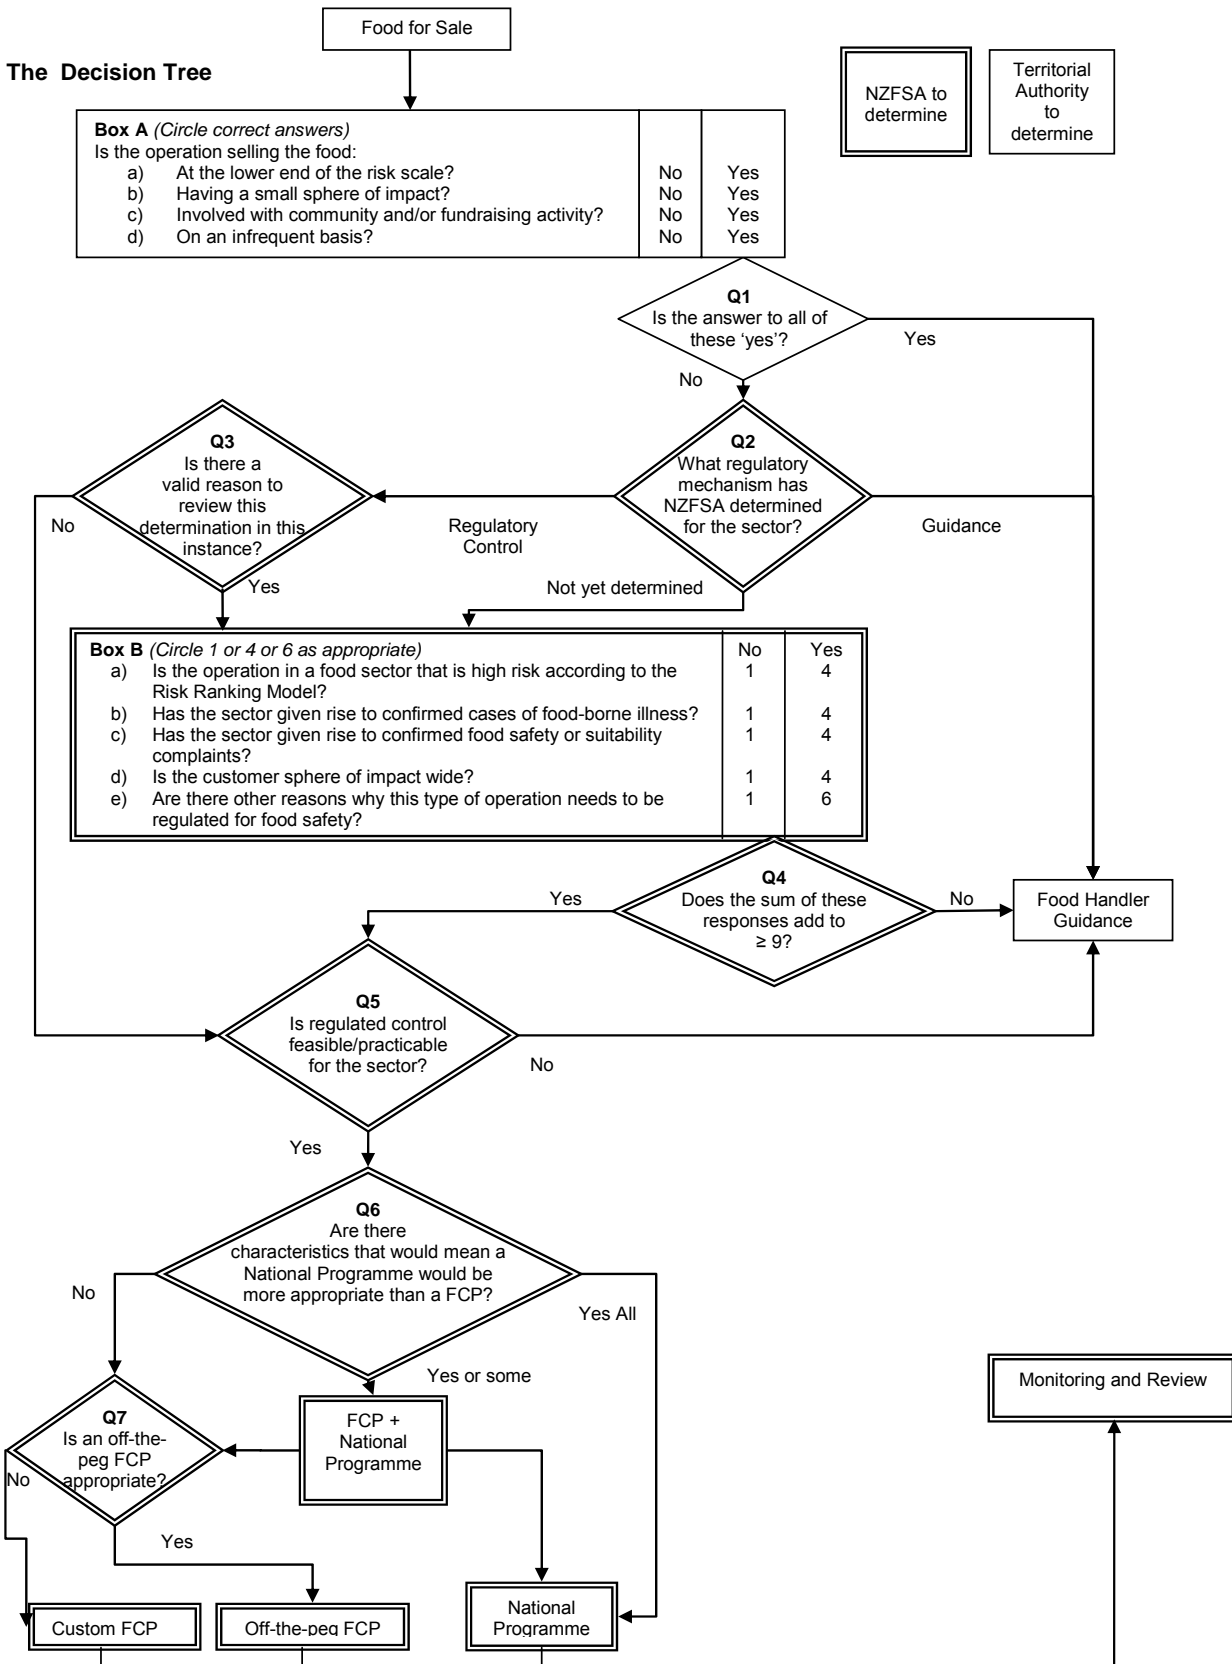 Food for Sale
The Decision Tree
NZFSA to
determine
Territorial
Authority
to
determine
Box A (Circle correct answers)
Is the operation selling the food:
a) At the lower end of the risk scale? No Yes
b) Having a small sphere of impact? No Yes
c) Involved with community and/or fundraising activity? No Yes
d) On an infrequent basis? No Yes
Q1
Is the answer to all of
these ‘yes’?
Yes
No
Q2
What regulatory
mechanism has
NZFSA determined
for the sector?
Q3
Is there a
valid reason to
review this
determination in this
instance?
No
Regulatory
Control
Guidance
Yes
Not yet determined
Box B (Circle 1 or 4 or 6 as appropriate) No Yes
a) Is the operation in a food sector that is high risk according to the 1 4
Risk Ranking Model?
b) Has the sector given rise to confirmed cases of food-borne illness? 1 4
c) Has the sector given rise to confirmed food safety or suitability 1 4
complaints?
d) Is the customer sphere of impact wide? 1 4
e) Are there other reasons why this type of operation needs to be 1 6
regulated for food safety?
Q4
Does the sum of these
responses add to
≥ 9?
Yes
No
Food Handler
Guidance
Q5
Is regulated control
feasible/practicable
for the sector?
No
Yes
Q6
Are there
characteristics that would mean a
National Programme would be
more appropriate than a FCP?
No
Yes All
Yes or some
Monitoring and Review
Q7
Is an off-the-
peg FCP
appropriate?
FCP +
National
Programme
No
Yes
Custom FCP
Off-the-peg FCP
National
Programme